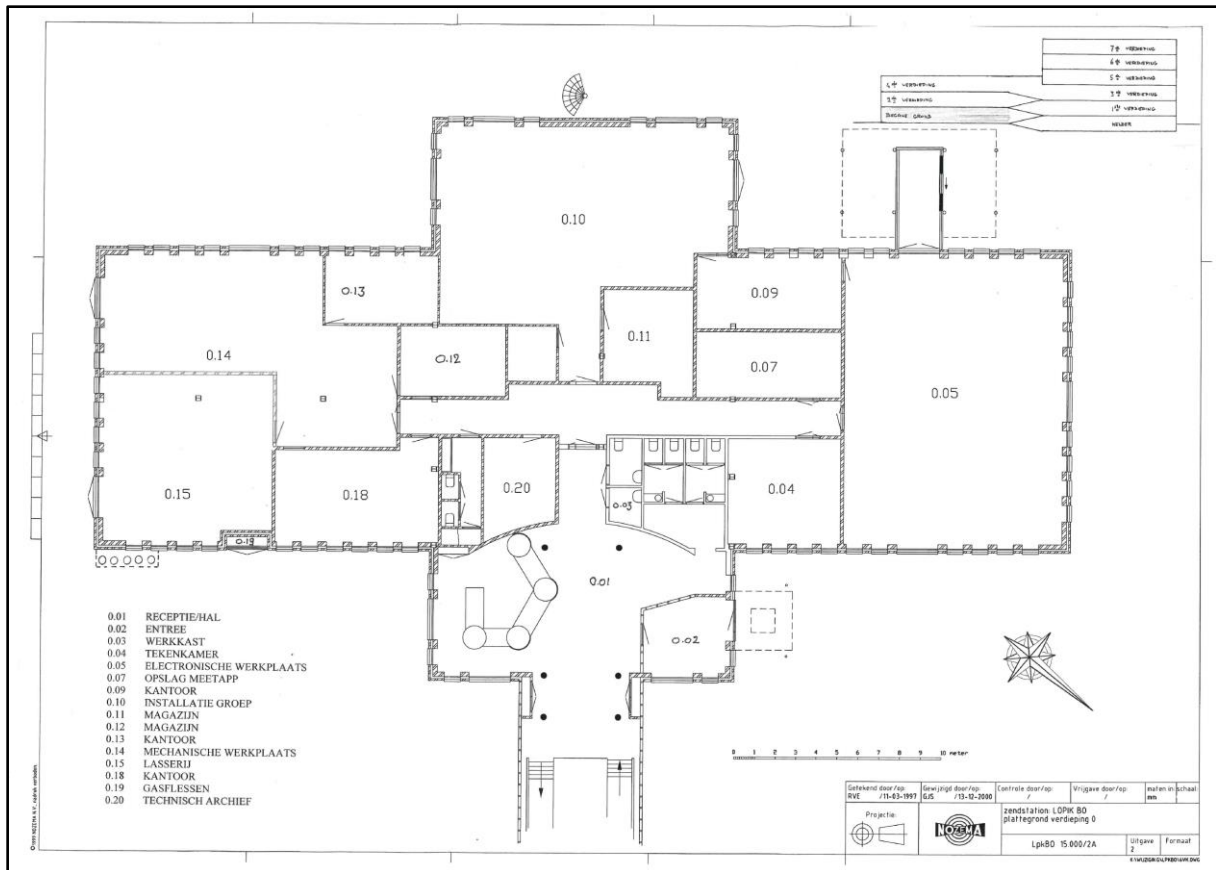 7e VERDIEPING
6e VERDIEPING
5e VERDIEPING
4e VERDIEPING
3e VERDIEPING
2e VERDIEPING
1e VERDIEPING
BEGANE GROND
KELDER
0.10
0.13
0.09
0.11
0.12
0.14
0.07
0.05
0.15
0.18
0.20
0.03
0.04
0.19
0.01
0.02
0.01 RECEPTIE/HAL
0.02 ENTREE
0.03 WERKKAST
0.04 TEKENKAMER
0.05 ELECTRONISCHE WERKPLAATS
0.07 OPSLAG MEETAPP
0.09 KANTOOR
0.10 INSTALLATIE GROEP
0.11 MAGAZIJN
0.12 MAGAZIJN
0.13 KANTOOR
0.14 MECHANISCHE WERKPLAATS
0.15 LASSERIJ
0.18 KANTOOR
0.19 GASFLESSEN
0.20 TECHNISCH ARCHIEF
0 1 2 3 4 5 6 7 8 9 10 meter
Getekend door/op: Gewijzigd door/op: Controle door/op: Vrijgave door/op: maten in: schaal:
RVE /11-03-1997 GJS /13-12-2000 / / mm
Projectie:
NOZEMA
zendstation: LOPIK BO
plattegrond verdieping 0
LpkBO 15.000/2A
Uitgave Formaat
2